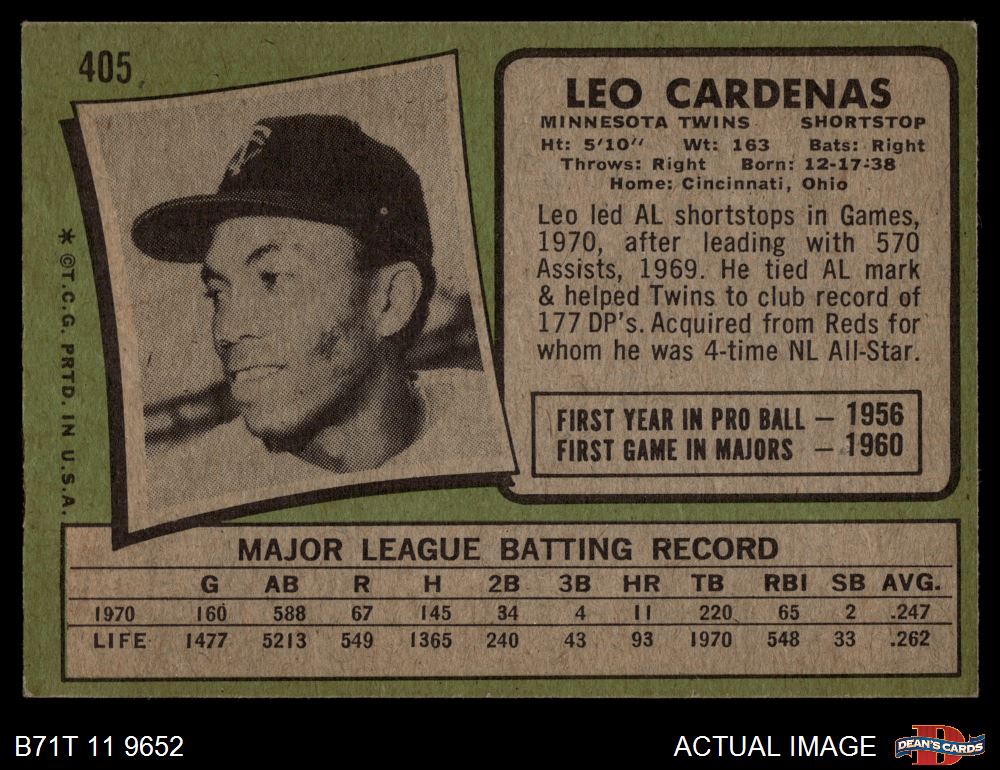 405
LEO CARDENAS
MINNESOTA TWINS SHORTSTOP
Ht: 5'10" Wt: 163 Bats: Right
Throws: Right Born: 12-17-38
Home: Cincinnati, Ohio
Leo led AL shortstops in Games,
1970, after leading with 570
Assists, 1969. He tied AL mark
& helped Twins to club record of
177 DP's. Acquired from Reds for
whom he was 4-time NL All-Star.
FIRST YEAR IN PRO BALL — 1956
FIRST GAME IN MAJORS — 1960
* ©T.C.G. PRTD. IN U.S.A.
MAJOR LEAGUE BATTING RECORD
G AB R H 2B 3B HR TB RBI SB AVG.
1970 160 588 67 145 34 4 11 220 65 2 .247
LIFE 1477 5213 549 1365 240 43 93 1970 548 33 .262
B71T 11 9652
ACTUAL IMAGE
D
DEAN'S CARDS